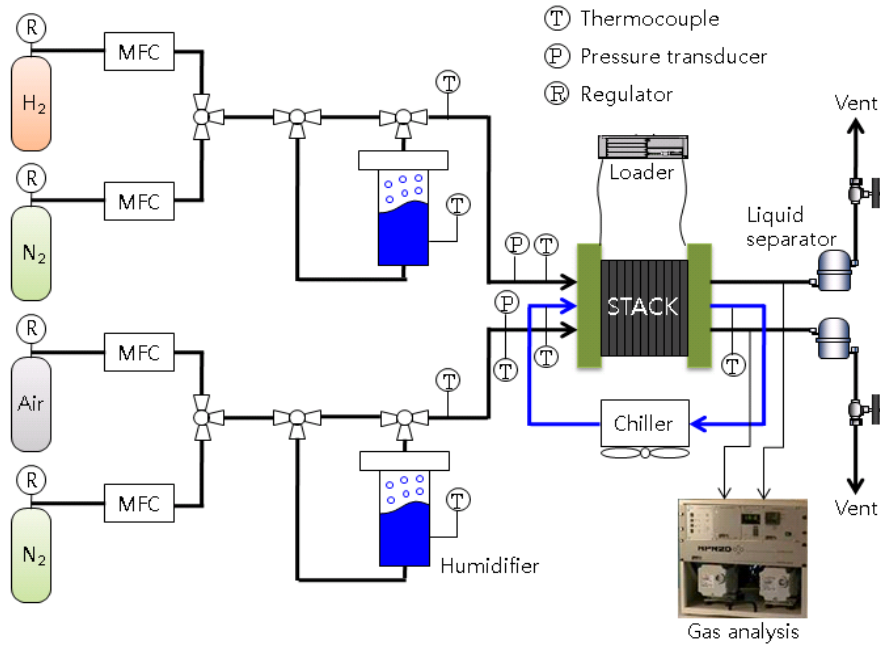 T Thermocouple
P Pressure transducer
R Regulator
R
MFC
H2
R
MFC
N2
T
T
P
T
Loader
Vent
Liquid
separator
STACK
R
MFC
Air
R
MFC
N2
T
T
Humidifier
P
T
T
T
Chiller
Vent
HPR20
Gas analysis